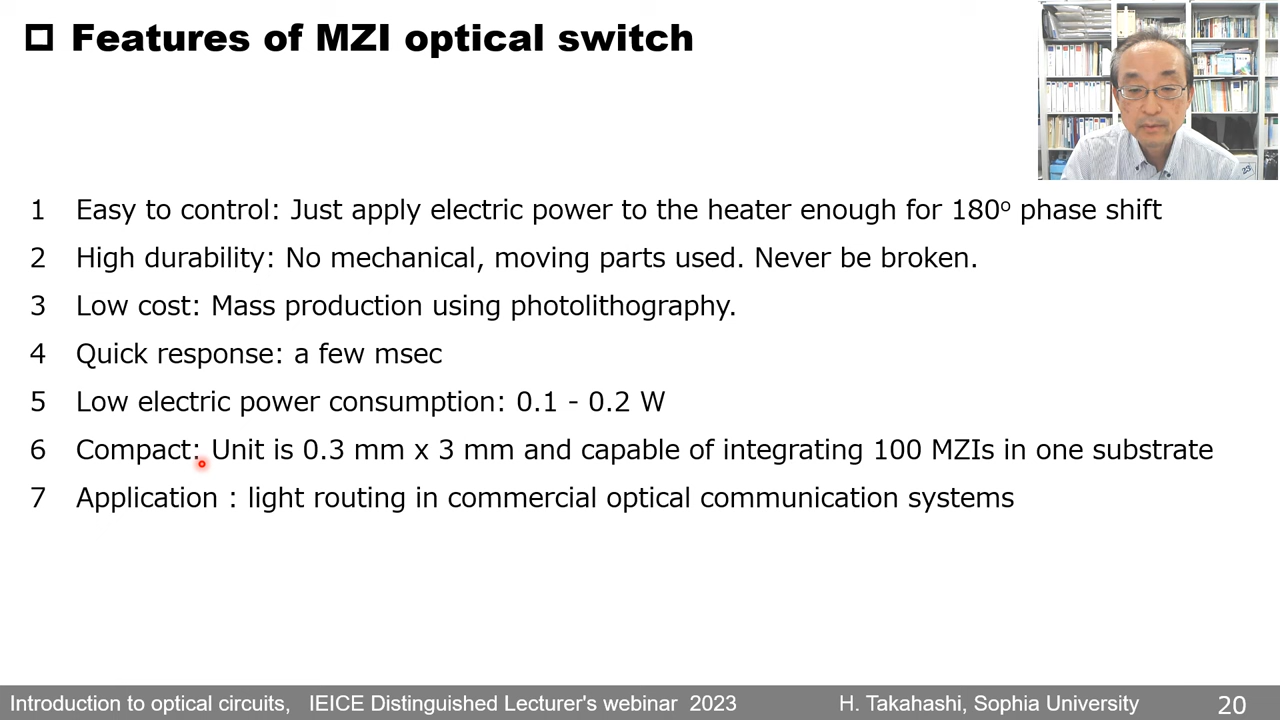 Features of MZI optical switch
1 Easy to control: Just apply electric power to the heater enough for 180° phase shift
2 High durability: No mechanical, moving parts used. Never be broken.
3 Low cost: Mass production using photolithography.
4 Quick response: a few msec
5 Low electric power consumption: 0.1 - 0.2 W
6 Compact: Unit is 0.3 mm x 3 mm and capable of integrating 100 MZIs in one substrate
7 Application : light routing in commercial optical communication systems
Introduction to optical circuits, IEICE Distinguished Lecturer's webinar 2023 H. Takahashi, Sophia University 20